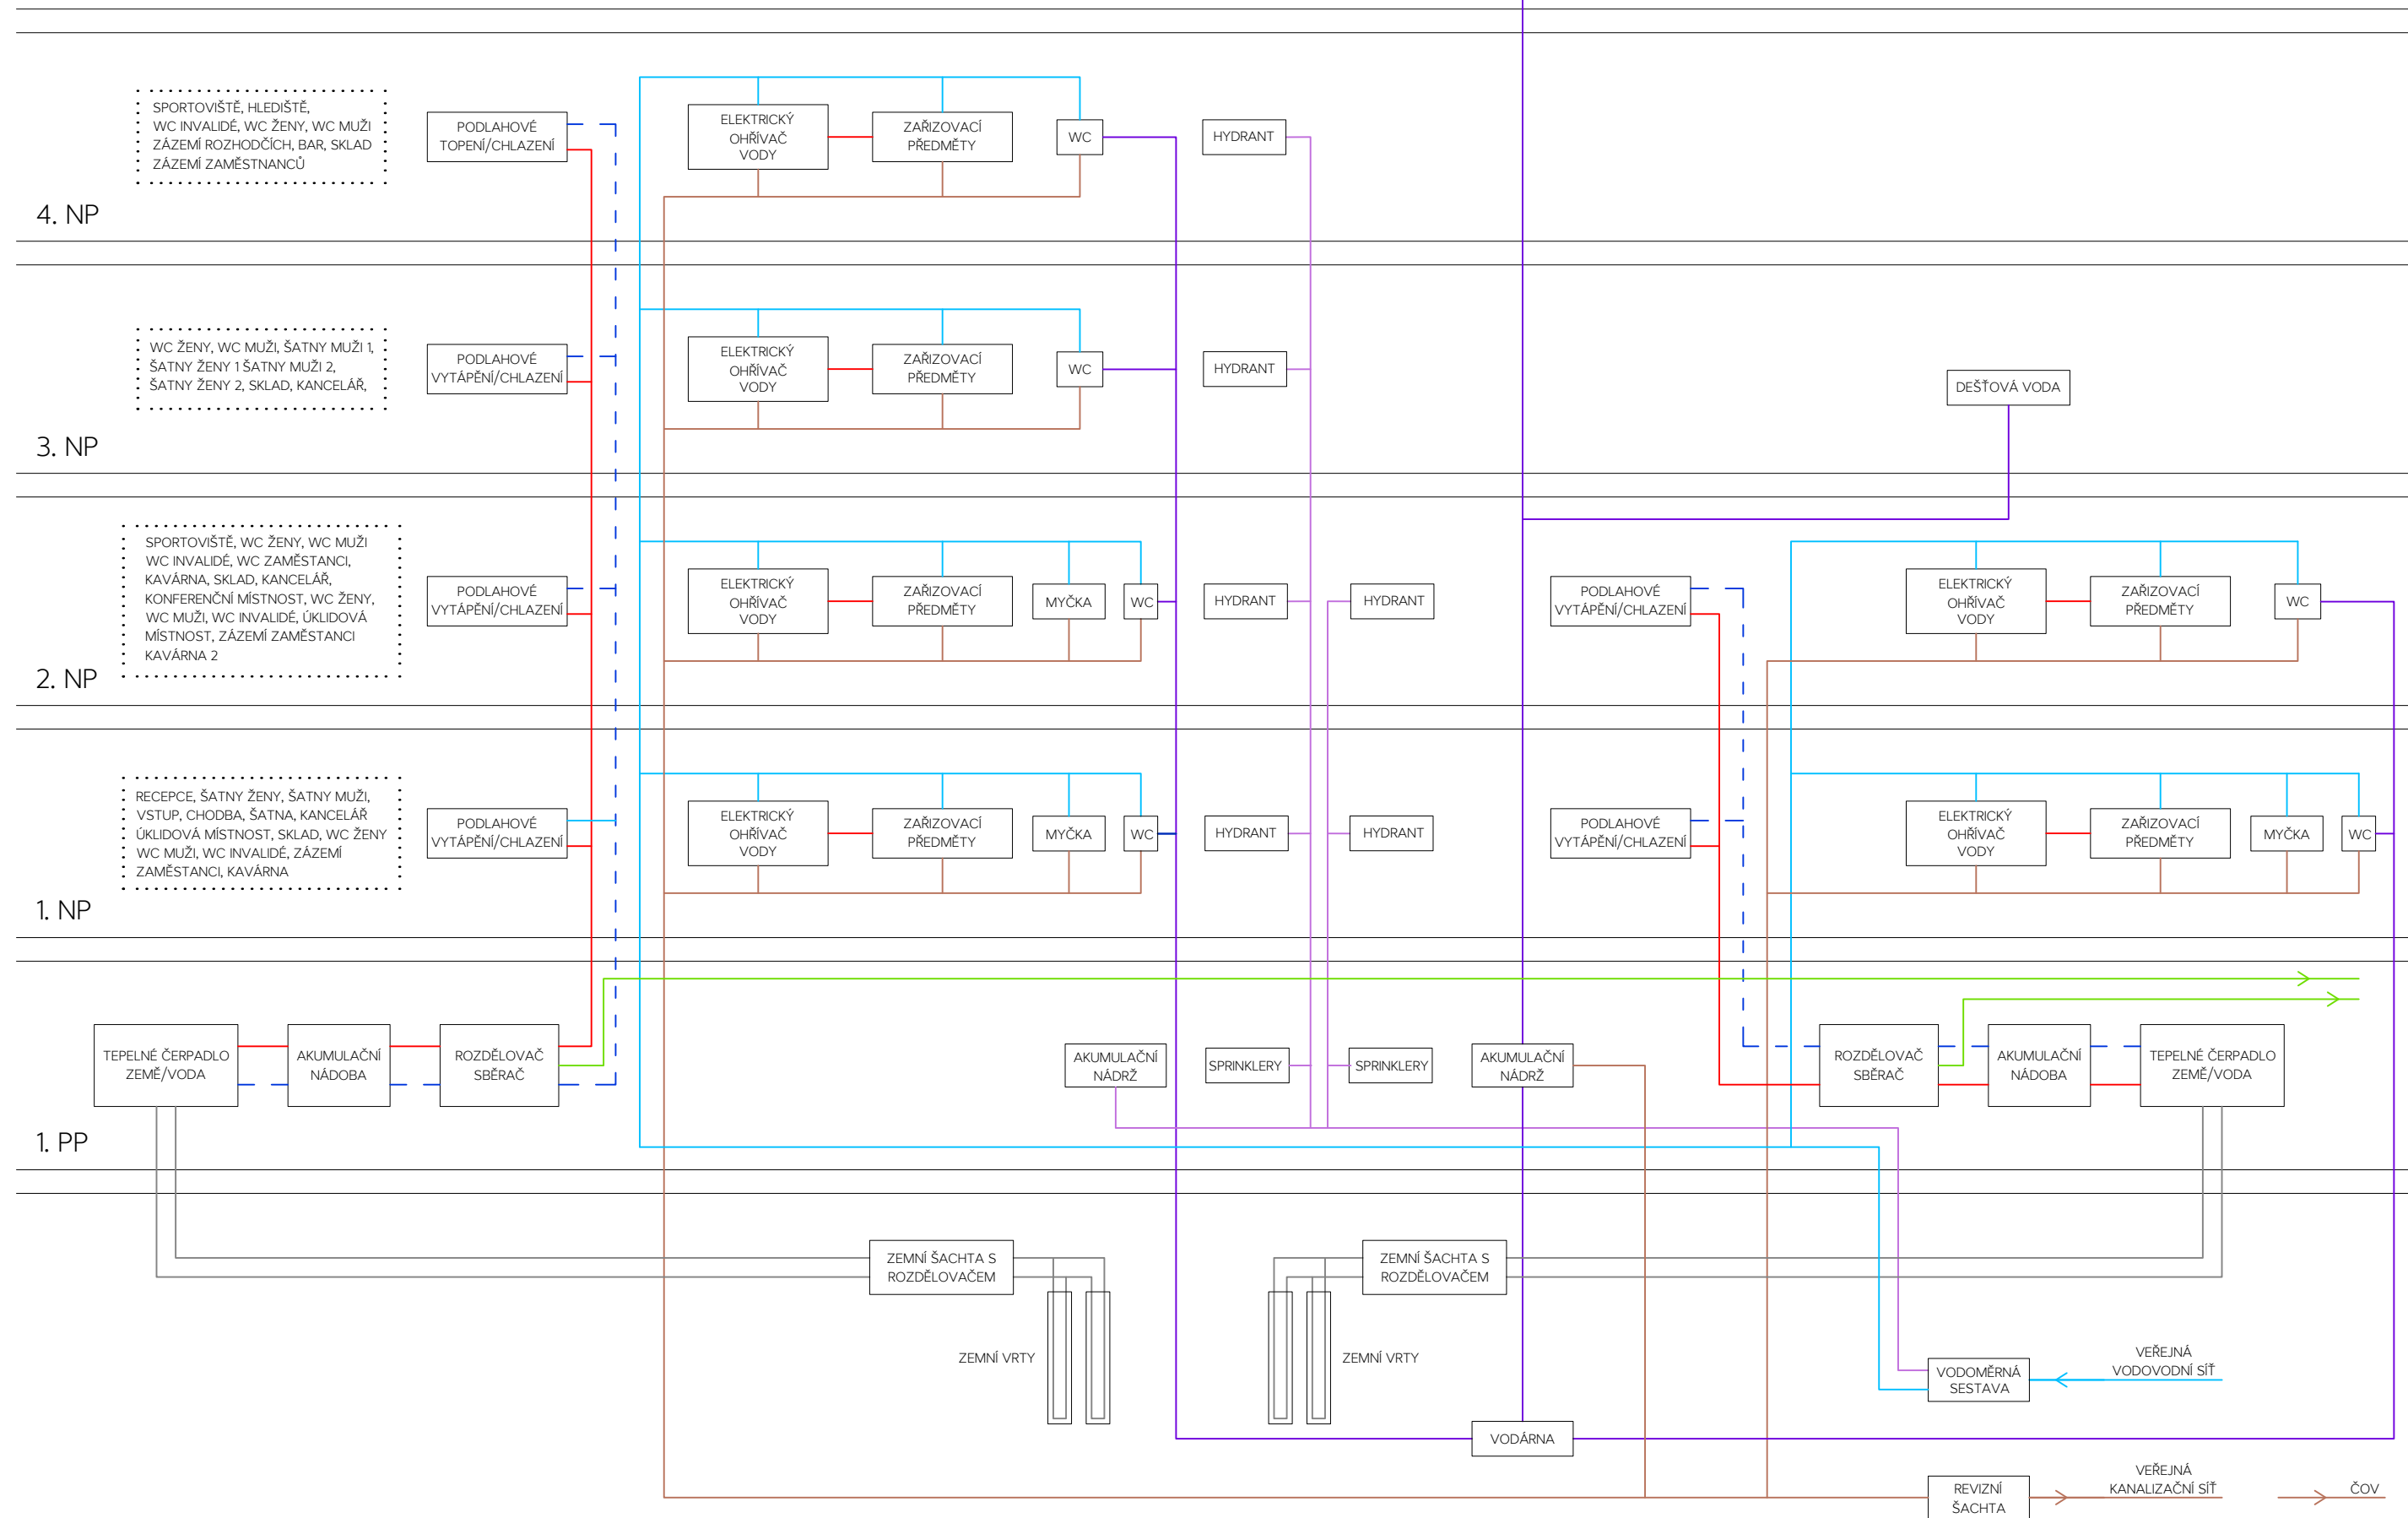 SPORTOVIŠTĚ, HLEDIŠTĚ,
WC INVALIDÉ, WC ŽENY, WC MUŽI
ZÁZEMÍ ROZHODČÍCH, BAR, SKLAD
ZÁZEMÍ ZAMĚSTNANCŮ
PODLAHOVÉ
TOPENÍ/CHLAZENÍ
ELEKTRICKÝ
OHŘÍVAČ
VODY
ZAŘIZOVACÍ
PŘEDMĚTY
WC
HYDRANT
4. NP
WC ŽENY, WC MUŽI, ŠATNY MUŽI 1,
ŠATNY ŽENY 1 ŠATNY MUŽI 2,
ŠATNY ŽENY 2, SKLAD, KANCELÁŘ,
PODLAHOVÉ
VYTÁPĚNÍ/CHLAZENÍ
ELEKTRICKÝ
OHŘÍVAČ
VODY
ZAŘIZOVACÍ
PŘEDMĚTY
WC
HYDRANT
DEŠŤOVÁ VODA
3. NP
SPORTOVIŠTĚ, WC ŽENY, WC MUŽI
WC INVALIDÉ, WC ZAMĚSTANCI,
KAVÁRNA, SKLAD, KANCELÁŘ,
KONFERENČNÍ MÍSTNOST, WC ŽENY,
WC MUŽI, WC INVALIDÉ, ÚKLIDOVÁ
MÍSTNOST, ZÁZEMÍ ZAMĚSTANCI
KAVÁRNA 2
PODLAHOVÉ
VYTÁPĚNÍ/CHLAZENÍ
ELEKTRICKÝ
OHŘÍVAČ
VODY
ZAŘIZOVACÍ
PŘEDMĚTY
MYČKA
WC
HYDRANT
HYDRANT
PODLAHOVÉ
VYTÁPĚNÍ/CHLAZENÍ
ELEKTRICKÝ
OHŘÍVAČ
VODY
ZAŘIZOVACÍ
PŘEDMĚTY
WC
2. NP
RECEPCE, ŠATNY ŽENY, ŠATNY MUŽI,
VSTUP, CHODBA, ŠATNA, KANCELÁŘ
ÚKLIDOVÁ MÍSTNOST, SKLAD, WC ŽENY
WC MUŽI, WC INVALIDÉ, ZÁZEMÍ
ZAMĚSTANCI, KAVÁRNA
PODLAHOVÉ
VYTÁPĚNÍ/CHLAZENÍ
ELEKTRICKÝ
OHŘÍVAČ
VODY
ZAŘIZOVACÍ
PŘEDMĚTY
MYČKA
WC
HYDRANT
HYDRANT
PODLAHOVÉ
VYTÁPĚNÍ/CHLAZENÍ
ELEKTRICKÝ
OHŘÍVAČ
VODY
ZAŘIZOVACÍ
PŘEDMĚTY
MYČKA
WC
1. NP
TEPELNÉ ČERPADLO
ZEMĚ/VODA
AKUMULAČNÍ
NÁDOBA
ROZDĚLOVAČ
SBĚRAČ
AKUMULAČNÍ
NÁDRŽ
SPRINKLERY
SPRINKLERY
AKUMULAČNÍ
NÁDRŽ
ROZDĚLOVAČ
SBĚRAČ
AKUMULAČNÍ
NÁDOBA
TEPELNÉ ČERPADLO
ZEMĚ/VODA
1. PP
ZEMNÍ ŠACHTA S
ROZDĚLOVAČEM
ZEMNÍ ŠACHTA S
ROZDĚLOVAČEM
ZEMNÍ VRTY
ZEMNÍ VRTY
VODOMĚRNÁ
SESTAVA
VEŘEJNÁ
VODOVODNÍ SÍŤ
VODÁRNA
REVIZNÍ
ŠACHTA
VEŘEJNÁ
KANALIZAČNÍ SÍŤ
ČOV